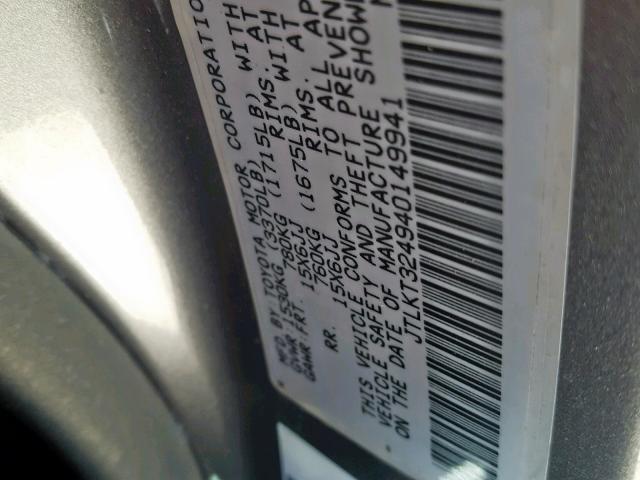 MFD. BY TOYOTA MOTOR CORPORATIO
GVWR 1530KG (3370LB)
GAWR FRT. 780KG (1715LB) WITH
15X6JJ RIMS. AT
RR. 760KG (1675LB) WITH
15X6JJ RIMS. AT
THIS VEHICLE CONFORMS TO ALL AP
VEHICLE SAFETY AND THEFT PREVEN
ON THE DATE OF MANUFACTURE SHOW
JTLKT324940149941